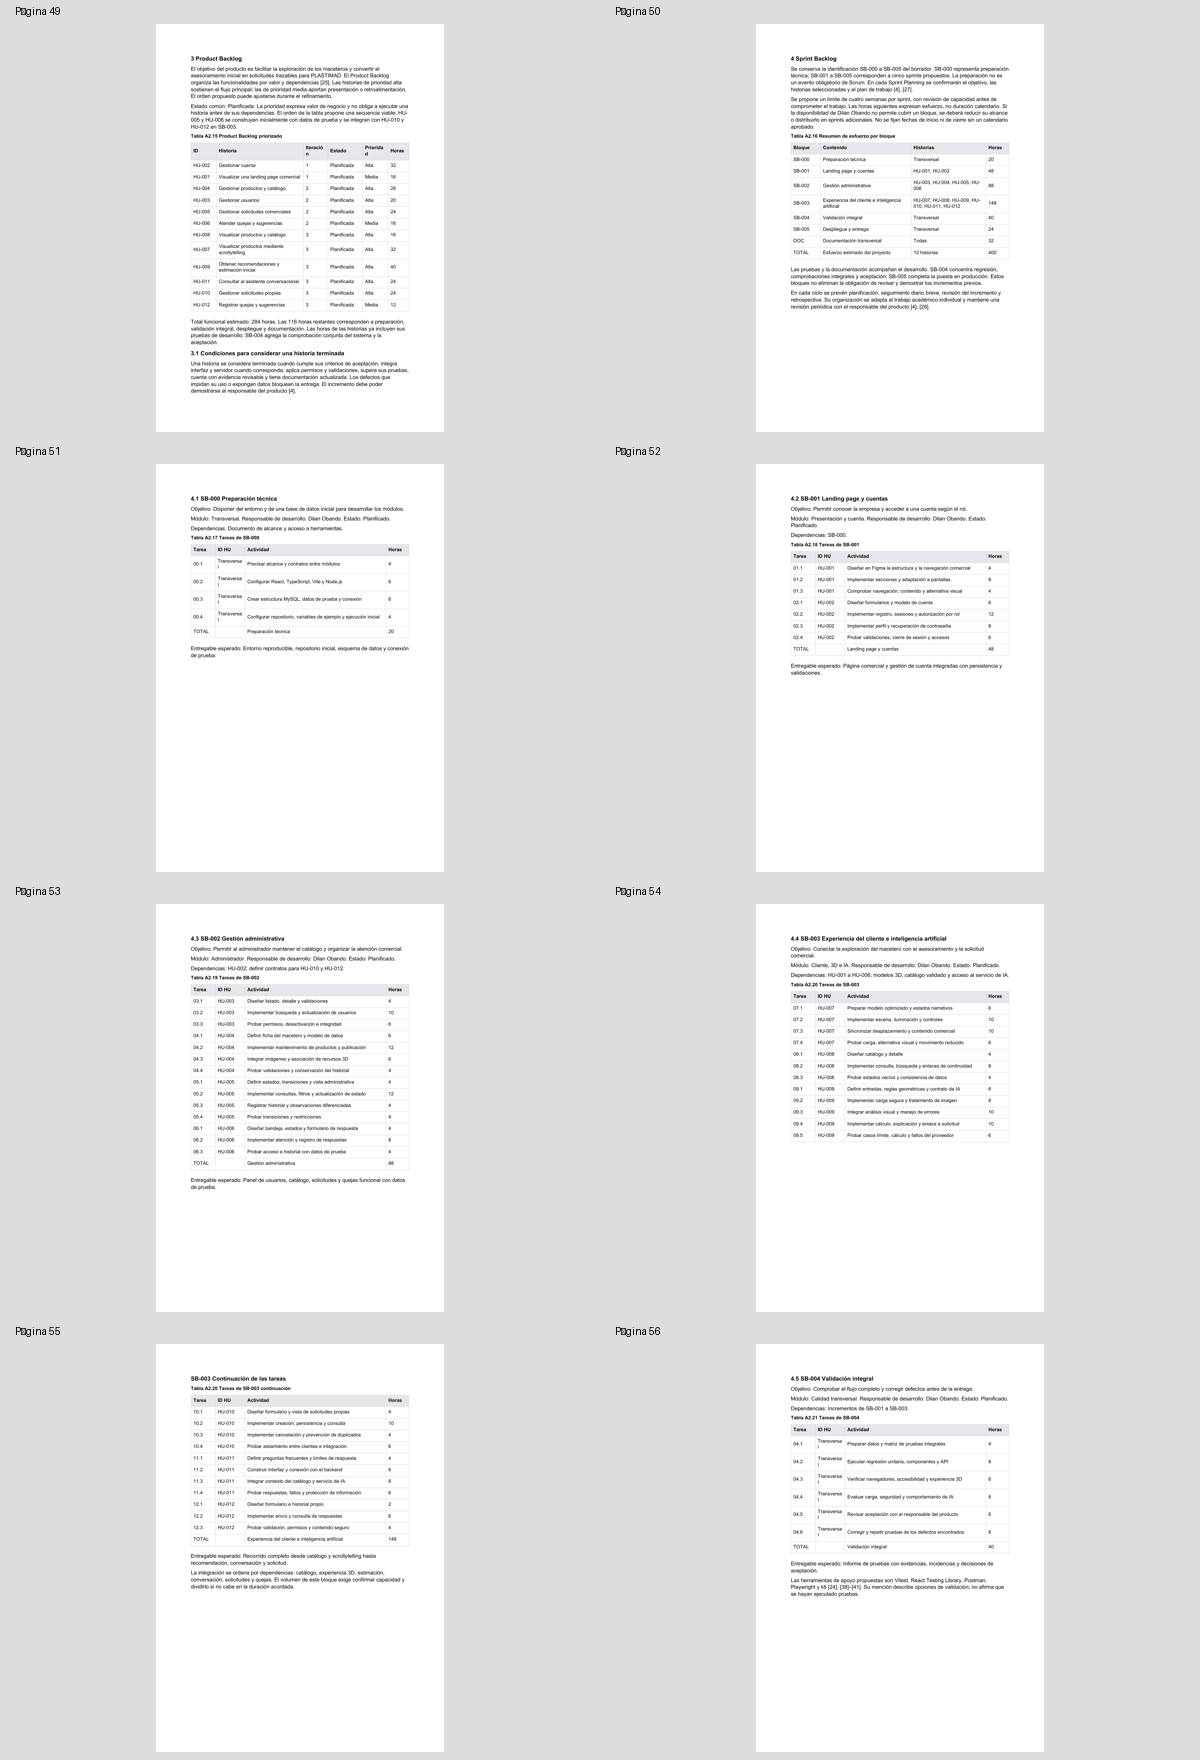 Página 49
3 Product Backlog
El objetivo del producto es facilitar la exploración de los maceteros y convertir el
asesoramiento inicial en solicitudes trazables para PLASTIMAD. El Product Backlog
organiza las funcionalidades por valor y dependencias [25]. Las historias de prioridad alta
sostienen el flujo principal; las de prioridad media aportan presentación o retroalimentación.
El orden propuesto puede ajustarse durante el refinamiento.
Estado común: Planificada. La prioridad expresa valor de negocio y no obliga a ejecutar una
historia antes de sus dependencias. El orden de la tabla propone una secuencia viable: HU-
005 y HU-006 se construyen inicialmente con datos de prueba y se integran con HU-010 y
HU-012 en SB-003.
Tabla A2.15 Product Backlog priorizado
ID Historia Iteració n Estado Priorida d Horas
HU-002 Gestionar cuenta 1 Planificada Alta 32
HU-001 Visualizar una landing page comercial 1 Planificada Media 16
HU-004 Gestionar productos y catálogo 2 Planificada Alta 28
HU-003 Gestionar usuarios 2 Planificada Alta 20
HU-005 Gestionar solicitudes comerciales 2 Planificada Alta 24
HU-006 Atender quejas y sugerencias 2 Planificada Media 16
HU-008 Visualizar productos y catálogo 3 Planificada Alta 16
HU-007 Visualizar productos mediante scrollytelling 3 Planificada Alta 32
HU-009 Obtener recomendaciones y estimación inicial 3 Planificada Alta 40
HU-011 Consultar al asistente conversacional 3 Planificada Alta 24
HU-010 Gestionar solicitudes propias 3 Planificada Alta 24
HU-012 Registrar quejas y sugerencias 3 Planificada Media 12
Total funcional estimado: 284 horas. Las 116 horas restantes corresponden a preparación,
validación integral, despliegue y documentación. Las horas de las historias ya incluyen sus
pruebas de desarrollo; SB-004 agrega la comprobación conjunta del sistema y la
aceptación.
3.1 Condiciones para considerar una historia terminada
Una historia se considera terminada cuando cumple sus criterios de aceptación, integra
interfaz y servidor cuando corresponda, aplica permisos y validaciones, supera sus pruebas,
cuenta con evidencia revisable y tiene documentación actualizada. Los defectos que
impidan su uso o expongan datos bloquean la entrega. El incremento debe poder
demostrarse al responsable del producto [4].
Página 50
4 Sprint Backlog
Se conserva la identificación SB-000 a SB-005 del borrador. SB-000 representa preparación
técnica; SB-001 a SB-005 corresponden a cinco sprints propuestos. La preparación no es
un evento obligatorio de Scrum. En cada Sprint Planning se confirmarán el objetivo, las
historias seleccionadas y el plan de trabajo [4], [27].
Se propone un límite de cuatro semanas por sprint, con revisión de capacidad antes de
comprometer el trabajo. Las horas siguientes expresan esfuerzo, no duración calendario. Si
la disponibilidad de Dilan Obando no permite cubrir un bloque, se deberá reducir su alcance
o distribuirlo en sprints adicionales. No se fijan fechas de inicio ni de cierre sin un calendario
aprobado.
Tabla A2.16 Resumen de esfuerzo por bloque
Bloque Contenido Historias Horas
SB-000 Preparación técnica Transversal 20
SB-001 Landing page y cuentas HU-001, HU-002 48
SB-002 Gestión administrativa HU-003, HU-004, HU-005, HU-006 88
SB-003 Experiencia del cliente e inteligencia artificial HU-007, HU-008, HU-009, HU-010, HU-011, HU-012 148
SB-004 Validación integral Transversal 40
SB-005 Despliegue y entrega Transversal 24
DOC Documentación transversal Todas 32
TOTAL Esfuerzo estimado del proyecto 12 historias 400
Las pruebas y la documentación acompañan el desarrollo. SB-004 concentra regresión,
comprobaciones integrales y aceptación; SB-005 completa la puesta en producción. Estos
bloques no eliminan la obligación de revisar y demostrar los incrementos previos.
En cada ciclo se prevén planificación, seguimiento diario breve, revisión del incremento y
retrospectiva. Su organización se adapta al trabajo académico individual y mantiene una
revisión periódica con el responsable del producto [4], [28].
Página 51
4.1 SB-000 Preparación técnica
Objetivo: Disponer del entorno y de una base de datos inicial para desarrollar los módulos.
Módulo: Transversal. Responsable de desarrollo: Dilan Obando. Estado: Planificado.
Dependencias: Documento de alcance y acceso a herramientas.
Tabla A2.17 Tareas de SB-000
Tarea ID HU Actividad Horas
00.1 Transversa l Precisar alcance y contratos entre módulos 4
00.2 Transversa l Configurar React, TypeScript, Vite y Node.js 6
00.3 Transversa l Crear estructura MySQL, datos de prueba y conexión 6
00.4 Transversa l Configurar repositorio, variables de ejemplo y ejecución inicial 4
TOTAL Preparación técnica 20
Entregable esperado: Entorno reproducible, repositorio inicial, esquema de datos y conexión
de prueba.
Página 52
4.2 SB-001 Landing page y cuentas
Objetivo: Permitir conocer la empresa y acceder a una cuenta según el rol.
Módulo: Presentación y cuenta. Responsable de desarrollo: Dilan Obando. Estado:
Planificado.
Dependencias: SB-000.
Tabla A2.18 Tareas de SB-001
Tarea ID HU Actividad Horas
01.1 HU-001 Diseñar en Figma la estructura y la navegación comercial 4
01.2 HU-001 Implementar secciones y adaptación a pantallas 8
01.3 HU-001 Comprobar navegación, contenido y alternativa visual 4
02.1 HU-002 Diseñar formularios y modelo de cuenta 6
02.2 HU-002 Implementar registro, sesiones y autorización por rol 12
02.3 HU-002 Implementar perfil y recuperación de contraseña 8
02.4 HU-002 Probar validaciones, cierre de sesión y accesos 6
TOTAL Landing page y cuentas 48
Entregable esperado: Página comercial y gestión de cuenta integradas con persistencia y
validaciones.
Página 53
4.3 SB-002 Gestión administrativa
Objetivo: Permitir al administrador mantener el catálogo y organizar la atención comercial.
Módulo: Administrador. Responsable de desarrollo: Dilan Obando. Estado: Planificado.
Dependencias: HU-002; definir contratos para HU-010 y HU-012.
Tabla A2.19 Tareas de SB-002
Tarea ID HU Actividad Horas
03.1 HU-003 Diseñar listado, detalle y validaciones 4
03.2 HU-003 Implementar búsqueda y actualización de usuarios 10
03.3 HU-003 Probar permisos, desactivación e integridad 6
04.1 HU-004 Definir ficha del macetero y modelo de datos 6
04.2 HU-004 Implementar mantenimiento de productos y publicación 12
04.3 HU-004 Integrar imágenes y asociación de recursos 3D 6
04.4 HU-004 Probar validaciones y conservación del historial 4
05.1 HU-005 Definir estados, transiciones y vista administrativa 4
05.2 HU-005 Implementar consultas, filtros y actualización de estado 12
05.3 HU-005 Registrar historial y observaciones diferenciadas 4
05.4 HU-005 Probar transiciones y restricciones 4
06.1 HU-006 Diseñar bandeja, estados y formulario de respuesta 4
06.2 HU-006 Implementar atención y registro de respuestas 8
06.3 HU-006 Probar acceso e historial con datos de prueba 4
TOTAL Gestión administrativa 88
Entregable esperado: Panel de usuarios, catálogo, solicitudes y quejas funcional con datos
de prueba.
Página 54
4.4 SB-003 Experiencia del cliente e inteligencia artificial
Objetivo: Conectar la exploración del macetero con el asesoramiento y la solicitud
comercial.
Módulo: Cliente, 3D e IA. Responsable de desarrollo: Dilan Obando. Estado: Planificado.
Dependencias: HU-001 a HU-006; modelos 3D, catálogo validado y acceso al servicio de IA.
Tabla A2.20 Tareas de SB-003
Tarea ID HU Actividad Horas
07.1 HU-007 Preparar modelo optimizado y estados narrativos 6
07.2 HU-007 Implementar escena, iluminación y controles 10
07.3 HU-007 Sincronizar desplazamiento y contenido comercial 10
07.4 HU-007 Probar carga, alternativa visual y movimiento reducido 6
08.1 HU-008 Diseñar catálogo y detalle 4
08.2 HU-008 Implementar consulta, búsqueda y enlaces de continuidad 8
08.3 HU-008 Probar estados vacíos y consistencia de datos 4
09.1 HU-009 Definir entradas, reglas geométricas y contrato de IA 6
09.2 HU-009 Implementar carga segura y tratamiento de imagen 8
09.3 HU-009 Integrar análisis visual y manejo de errores 10
09.4 HU-009 Implementar cálculo, explicación y enlace a solicitud 10
09.5 HU-009 Probar casos límite, cálculo y fallos del proveedor 6
Página 55
SB-003 Continuación de las tareas
Tabla A2.20 Tareas de SB-003 continuación
Tarea ID HU Actividad Horas
10.1 HU-010 Diseñar formulario y vista de solicitudes propias 4
10.2 HU-010 Implementar creación, persistencia y consulta 10
10.3 HU-010 Implementar cancelación y prevención de duplicados 4
10.4 HU-010 Probar aislamiento entre clientes e integración 6
11.1 HU-011 Definir preguntas frecuentes y límites de respuesta 4
11.2 HU-011 Construir interfaz y conexión con el backend 6
11.3 HU-011 Integrar contexto del catálogo y servicio de IA 8
11.4 HU-011 Probar respuestas, fallos y protección de información 6
12.1 HU-012 Diseñar formulario e historial propio 2
12.2 HU-012 Implementar envío y consulta de respuestas 6
12.3 HU-012 Probar validación, permisos y contenido seguro 4
TOTAL Experiencia del cliente e inteligencia artificial 148
Entregable esperado: Recorrido completo desde catálogo y scrollytelling hasta
recomendación, conversación y solicitud.
La integración se ordena por dependencias: catálogo, experiencia 3D, estimación,
conversación, solicitudes y quejas. El volumen de este bloque exige confirmar capacidad y
dividirlo si no cabe en la duración acordada.
Página 56
4.5 SB-004 Validación integral
Objetivo: Comprobar el flujo completo y corregir defectos antes de la entrega.
Módulo: Calidad transversal. Responsable de desarrollo: Dilan Obando. Estado: Planificado.
Dependencias: Incrementos de SB-001 a SB-003.
Tabla A2.21 Tareas de SB-004
Tarea ID HU Actividad Horas
04.1 Transversa l Preparar datos y matriz de pruebas integrales 4
04.2 Transversa l Ejecutar regresión unitaria, componentes y API 8
04.3 Transversa l Verificar navegadores, accesibilidad y experiencia 3D 6
04.4 Transversa l Evaluar carga, seguridad y comportamiento de IA 8
04.5 Transversa l Revisar aceptación con el responsable del producto 6
04.6 Transversa l Corregir y repetir pruebas de los defectos encontrados 8
TOTAL Validación integral 40
Entregable esperado: Informe de pruebas con evidencias, incidencias y decisiones de
aceptación.
Las herramientas de apoyo propuestas son Vitest, React Testing Library, Postman,
Playwright y k6 [24], [38]–[41]. Su mención describe opciones de validación; no afirma que
se hayan ejecutado pruebas.